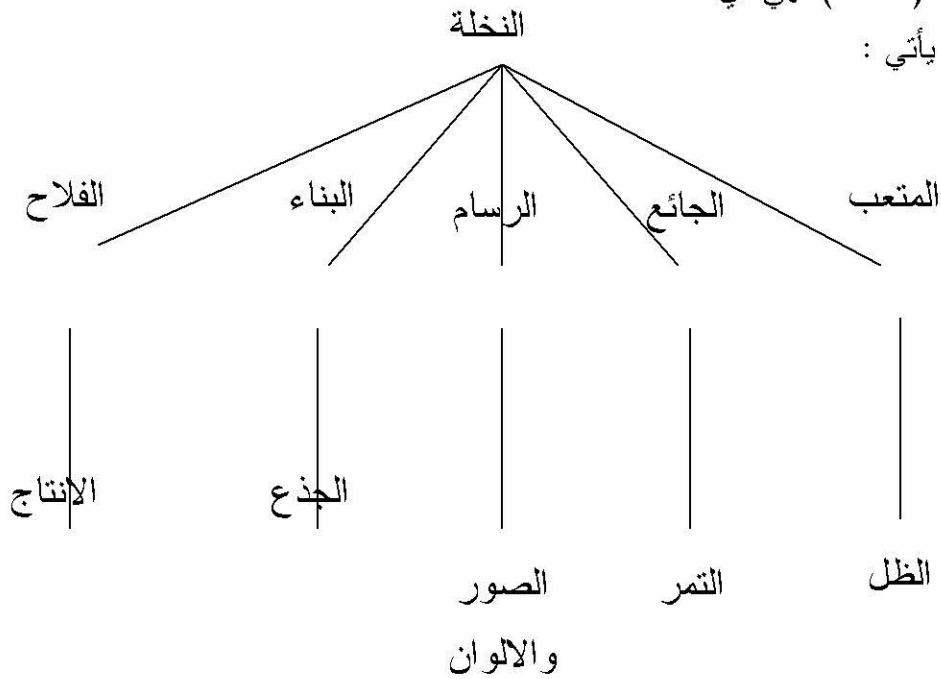 النخلة
يأتي :
المتعب الجائع الرسام البناء الفلاح
الظل التمر الصور الجذع الانتاج
والالوان